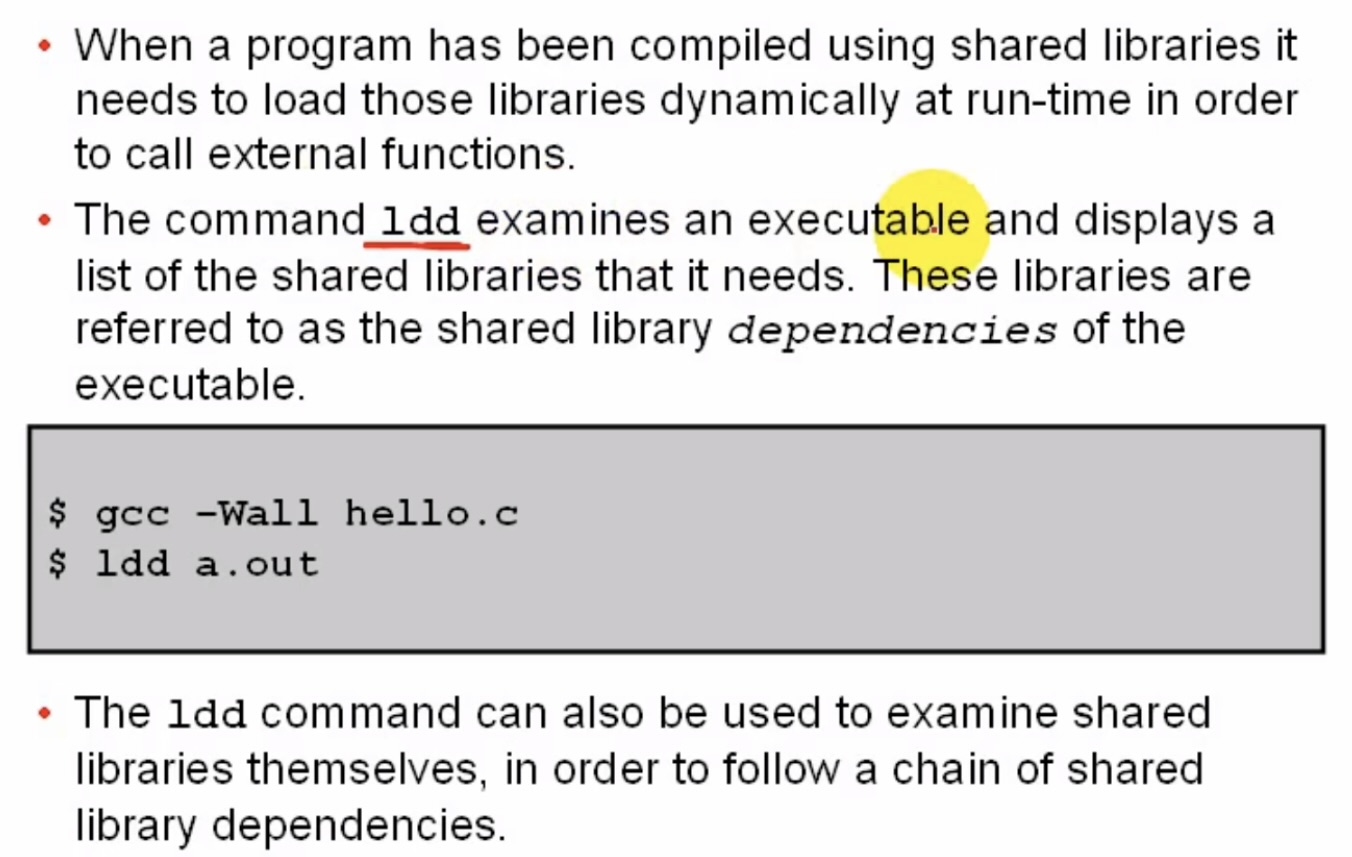 • When a program has been compiled using shared libraries it
needs to load those libraries dynamically at run-time in order
to call external functions.
• The command ldd examines an executable and displays a
list of the shared libraries that it needs. These libraries are
referred to as the shared library dependencies of the
executable.
$ gcc -Wall hello.c
$ ldd a.out
• The ldd command can also be used to examine shared
libraries themselves, in order to follow a chain of shared
library dependencies.